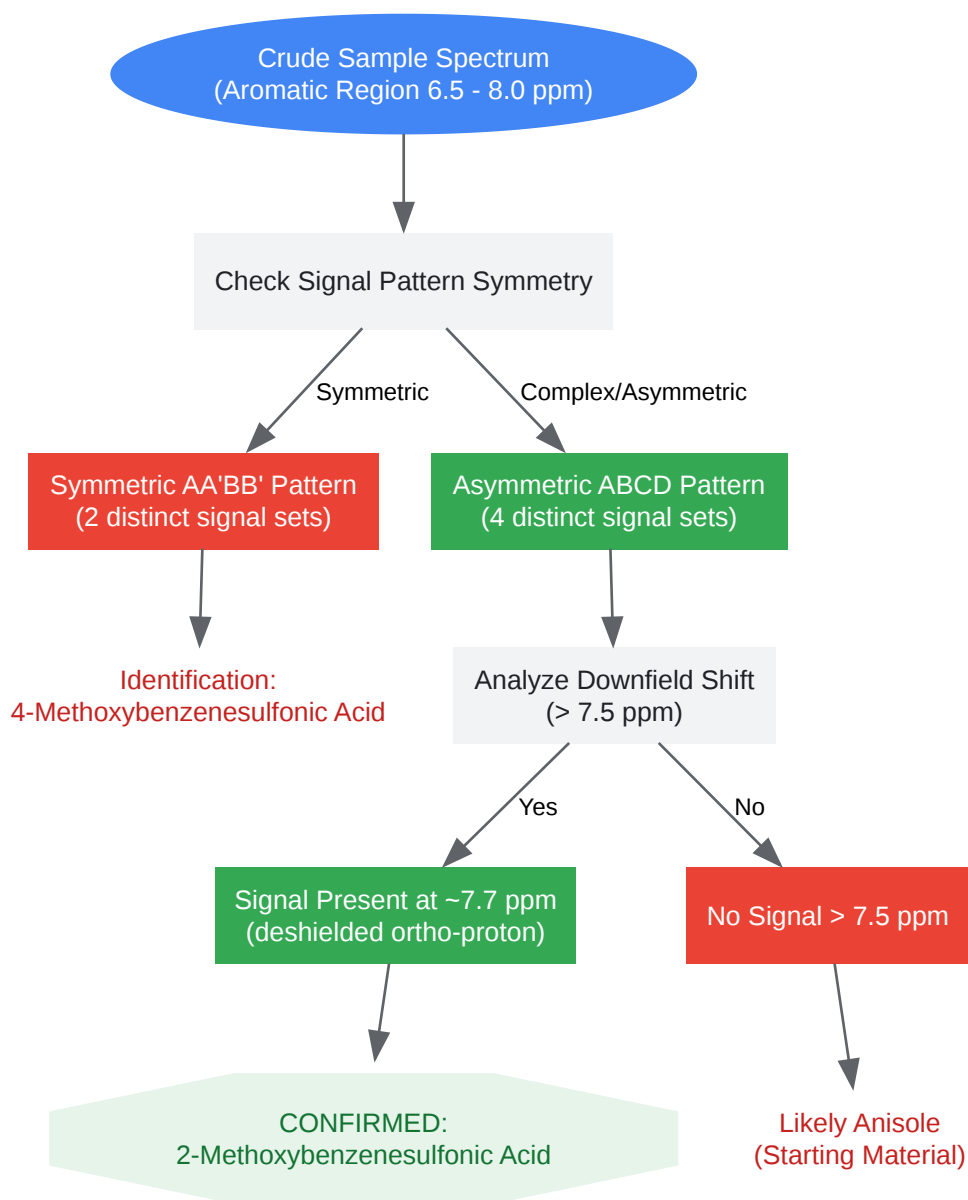 Crude Sample Spectrum
(Aromatic Region 6.5 - 8.0 ppm)
Check Signal Pattern Symmetry
Symmetric
Complex/Asymmetric
Symmetric AA'BB' Pattern
(2 distinct signal sets)
Asymmetric ABCD Pattern
(4 distinct signal sets)
Identification:
4-Methoxybenzenesulfonic Acid
Analyze Downfield Shift
(> 7.5 ppm)
Yes
No
Signal Present at ~7.7 ppm
(deshielded ortho-proton)
No Signal > 7.5 ppm
CONFIRMED:
2-Methoxybenzenesulfonic Acid
Likely Anisole
(Starting Material)